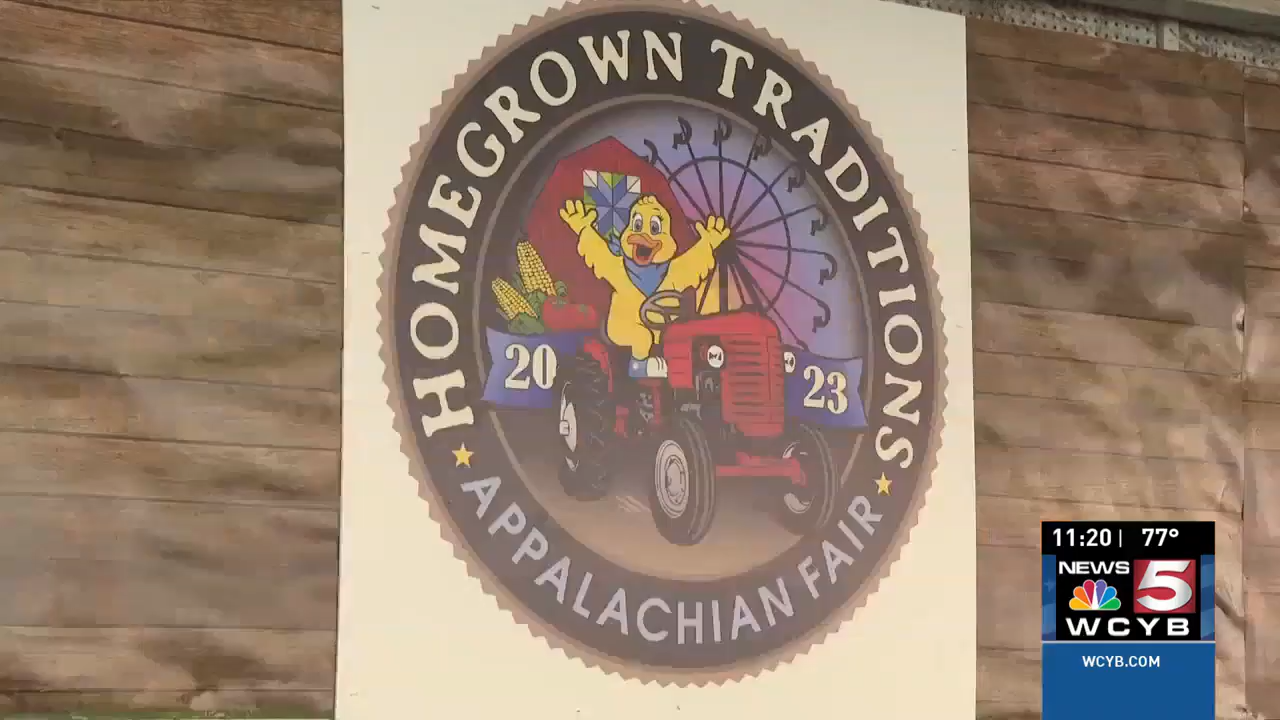 HOMEGROWN TRADITIONS
20 23
APPALACHIAN FAIR
11:20 | 77°
NEWS 5
WCYB
WCYB.COM